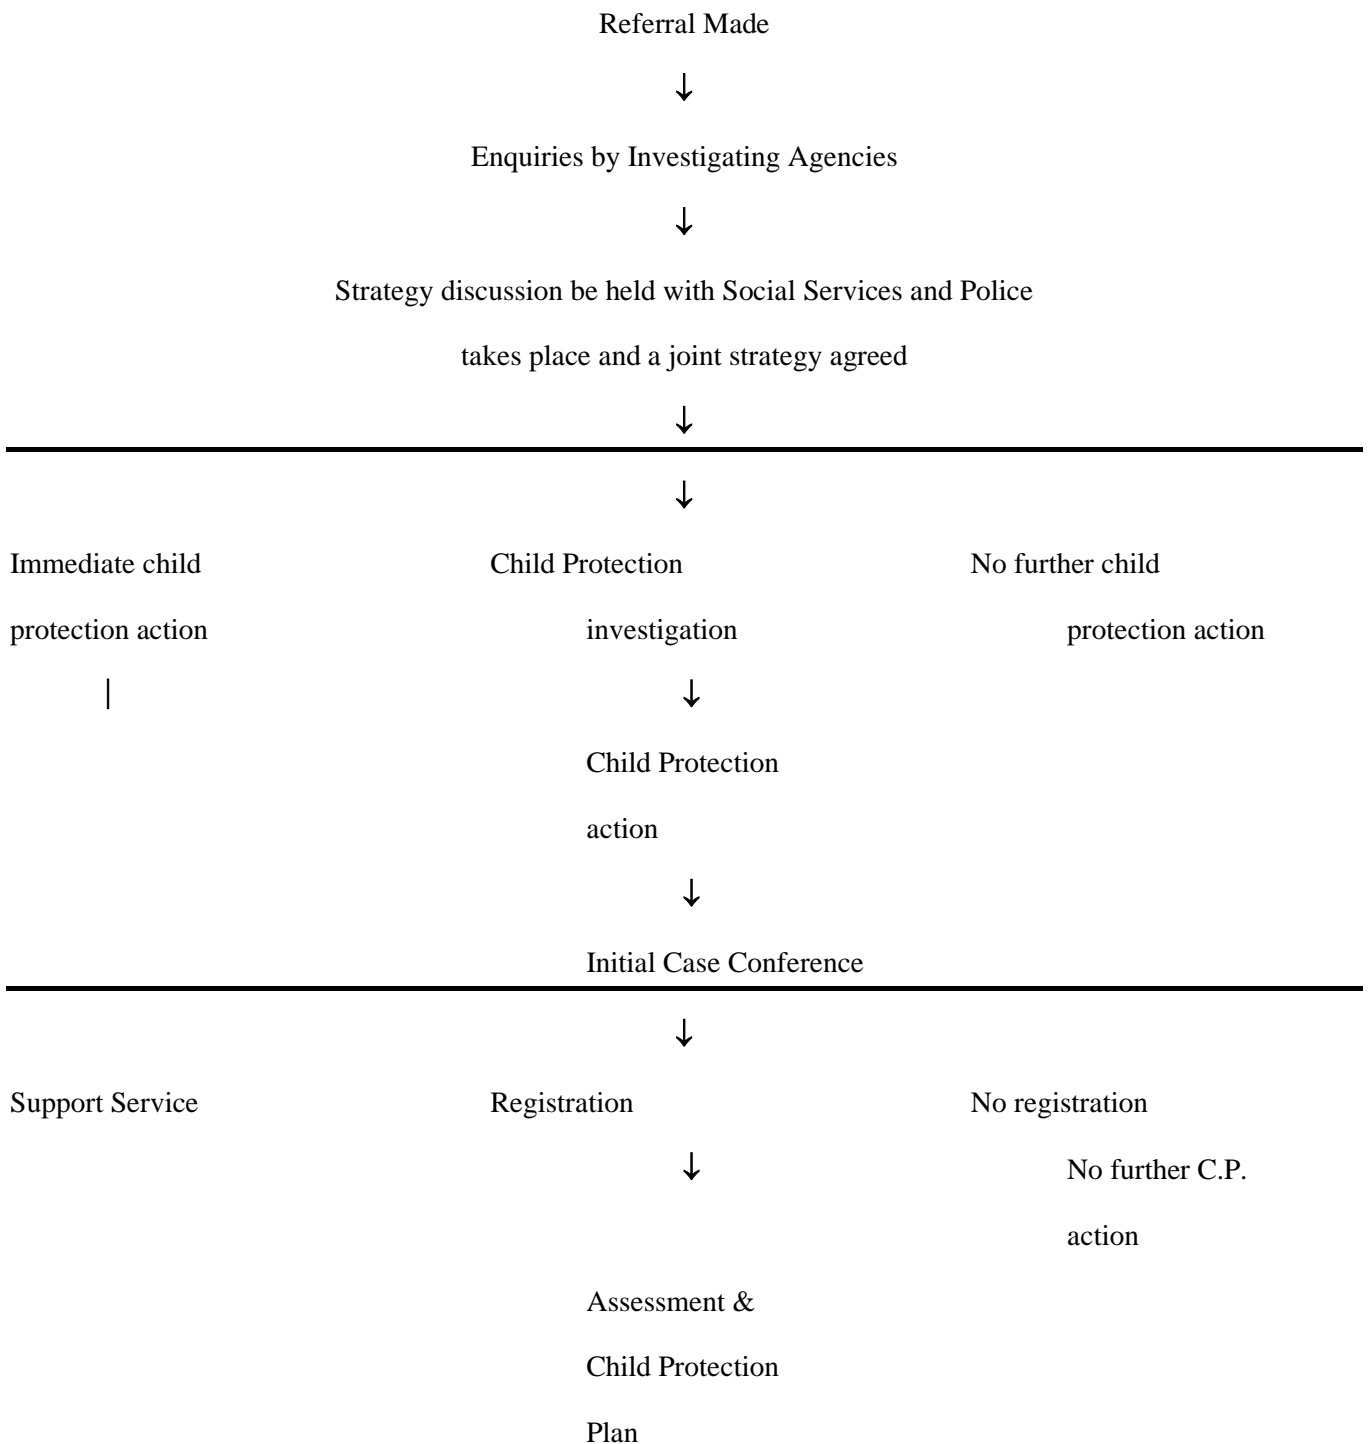 Referral Made
↓
Enquiries by Investigating Agencies
↓
Strategy discussion be held with Social Services and Police
takes place and a joint strategy agreed
↓
↓
Immediate child Child Protection No further child
protection action investigation protection action
| ↓
Child Protection
action
↓
Initial Case Conference
↓
Support Service Registration No registration
↓ No further C.P.
action
Assessment &
Child Protection
Plan